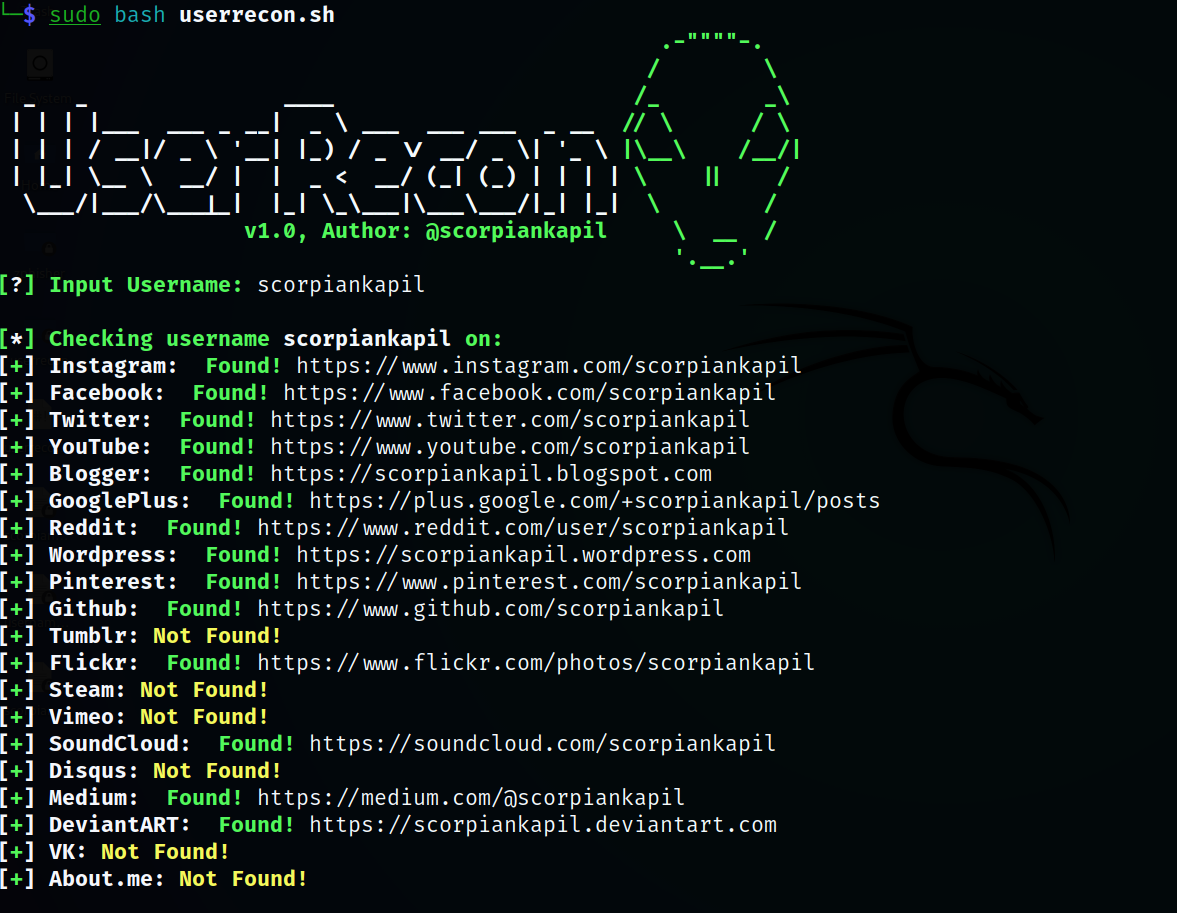 └─$ sudo bash userrecon.sh
UserRecon
v1.0, Author: @scorpiankapil
[?] Input Username: scorpiankapil
[*] Checking username scorpiankapil on:
[+] Instagram: Found! https://www.instagram.com/scorpiankapil
[+] Facebook: Found! https://www.facebook.com/scorpiankapil
[+] Twitter: Found! https://www.twitter.com/scorpiankapil
[+] YouTube: Found! https://www.youtube.com/scorpiankapil
[+] Blogger: Found! https://scorpiankapil.blogspot.com
[+] GooglePlus: Found! https://plus.google.com/+scorpiankapil/posts
[+] Reddit: Found! https://www.reddit.com/user/scorpiankapil
[+] Wordpress: Found! https://scorpiankapil.wordpress.com
[+] Pinterest: Found! https://www.pinterest.com/scorpiankapil
[+] Github: Found! https://www.github.com/scorpiankapil
[+] Tumblr: Not Found!
[+] Flickr: Found! https://www.flickr.com/photos/scorpiankapil
[+] Steam: Not Found!
[+] Vimeo: Not Found!
[+] SoundCloud: Found! https://soundcloud.com/scorpiankapil
[+] Disqus: Not Found!
[+] Medium: Found! https://medium.com/@scorpiankapil
[+] DeviantART: Found! https://scorpiankapil.deviantart.com
[+] VK: Not Found!
[+] About.me: Not Found!